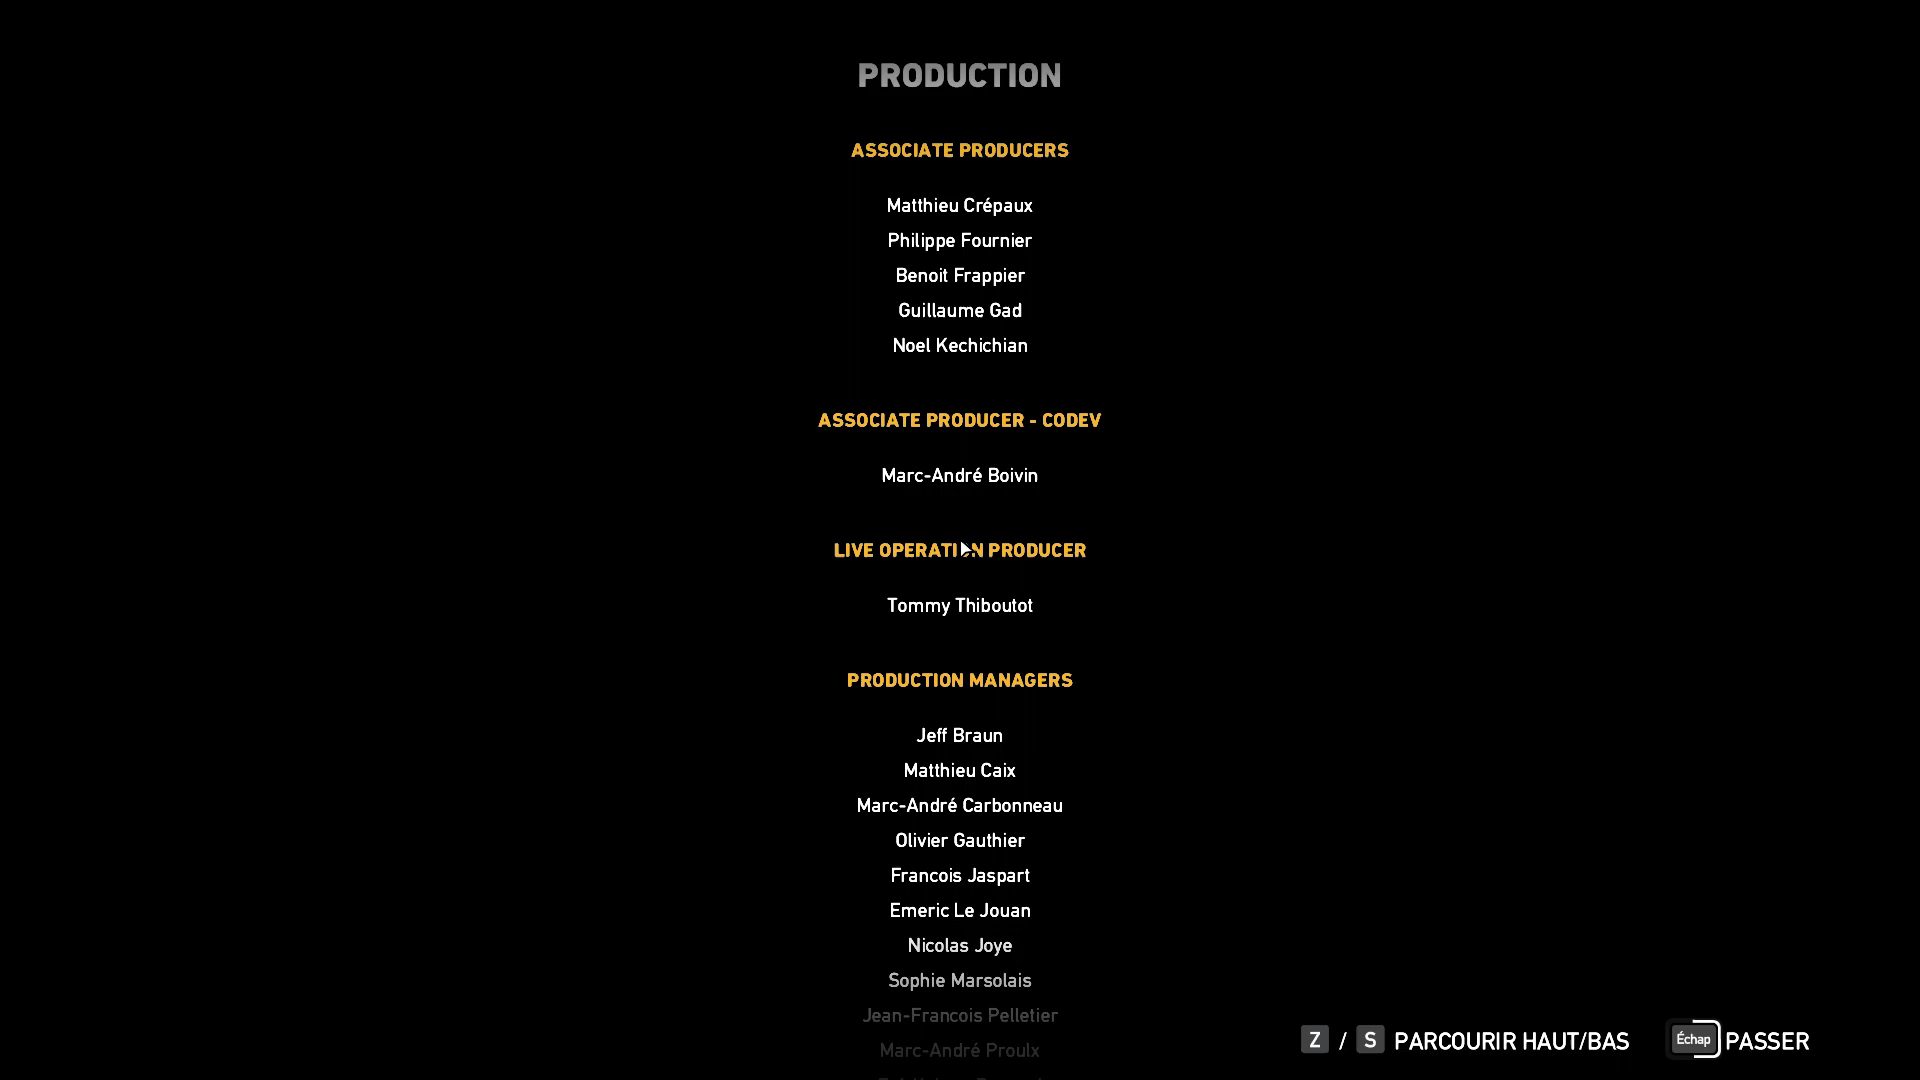 PRODUCTION
ASSOCIATE PRODUCERS
Matthieu Crépaux
Philippe Fournier
Benoit Frappier
Guillaume Gad
Noel Kechichian
ASSOCIATE PRODUCER - CODEV
Marc-André Boivin
LIVE OPERATION PRODUCER
Tommy Thiboutot
PRODUCTION MANAGERS
Jeff Braun
Matthieu Caix
Marc-André Carbonneau
Olivier Gauthier
Francois Jaspart
Emeric Le Jouan
Nicolas Joye
Sophie Marsolais
Jean-Francois Pelletier
Marc-André Proulx
Z / S PARCOURIR HAUT/BAS Échap PASSER